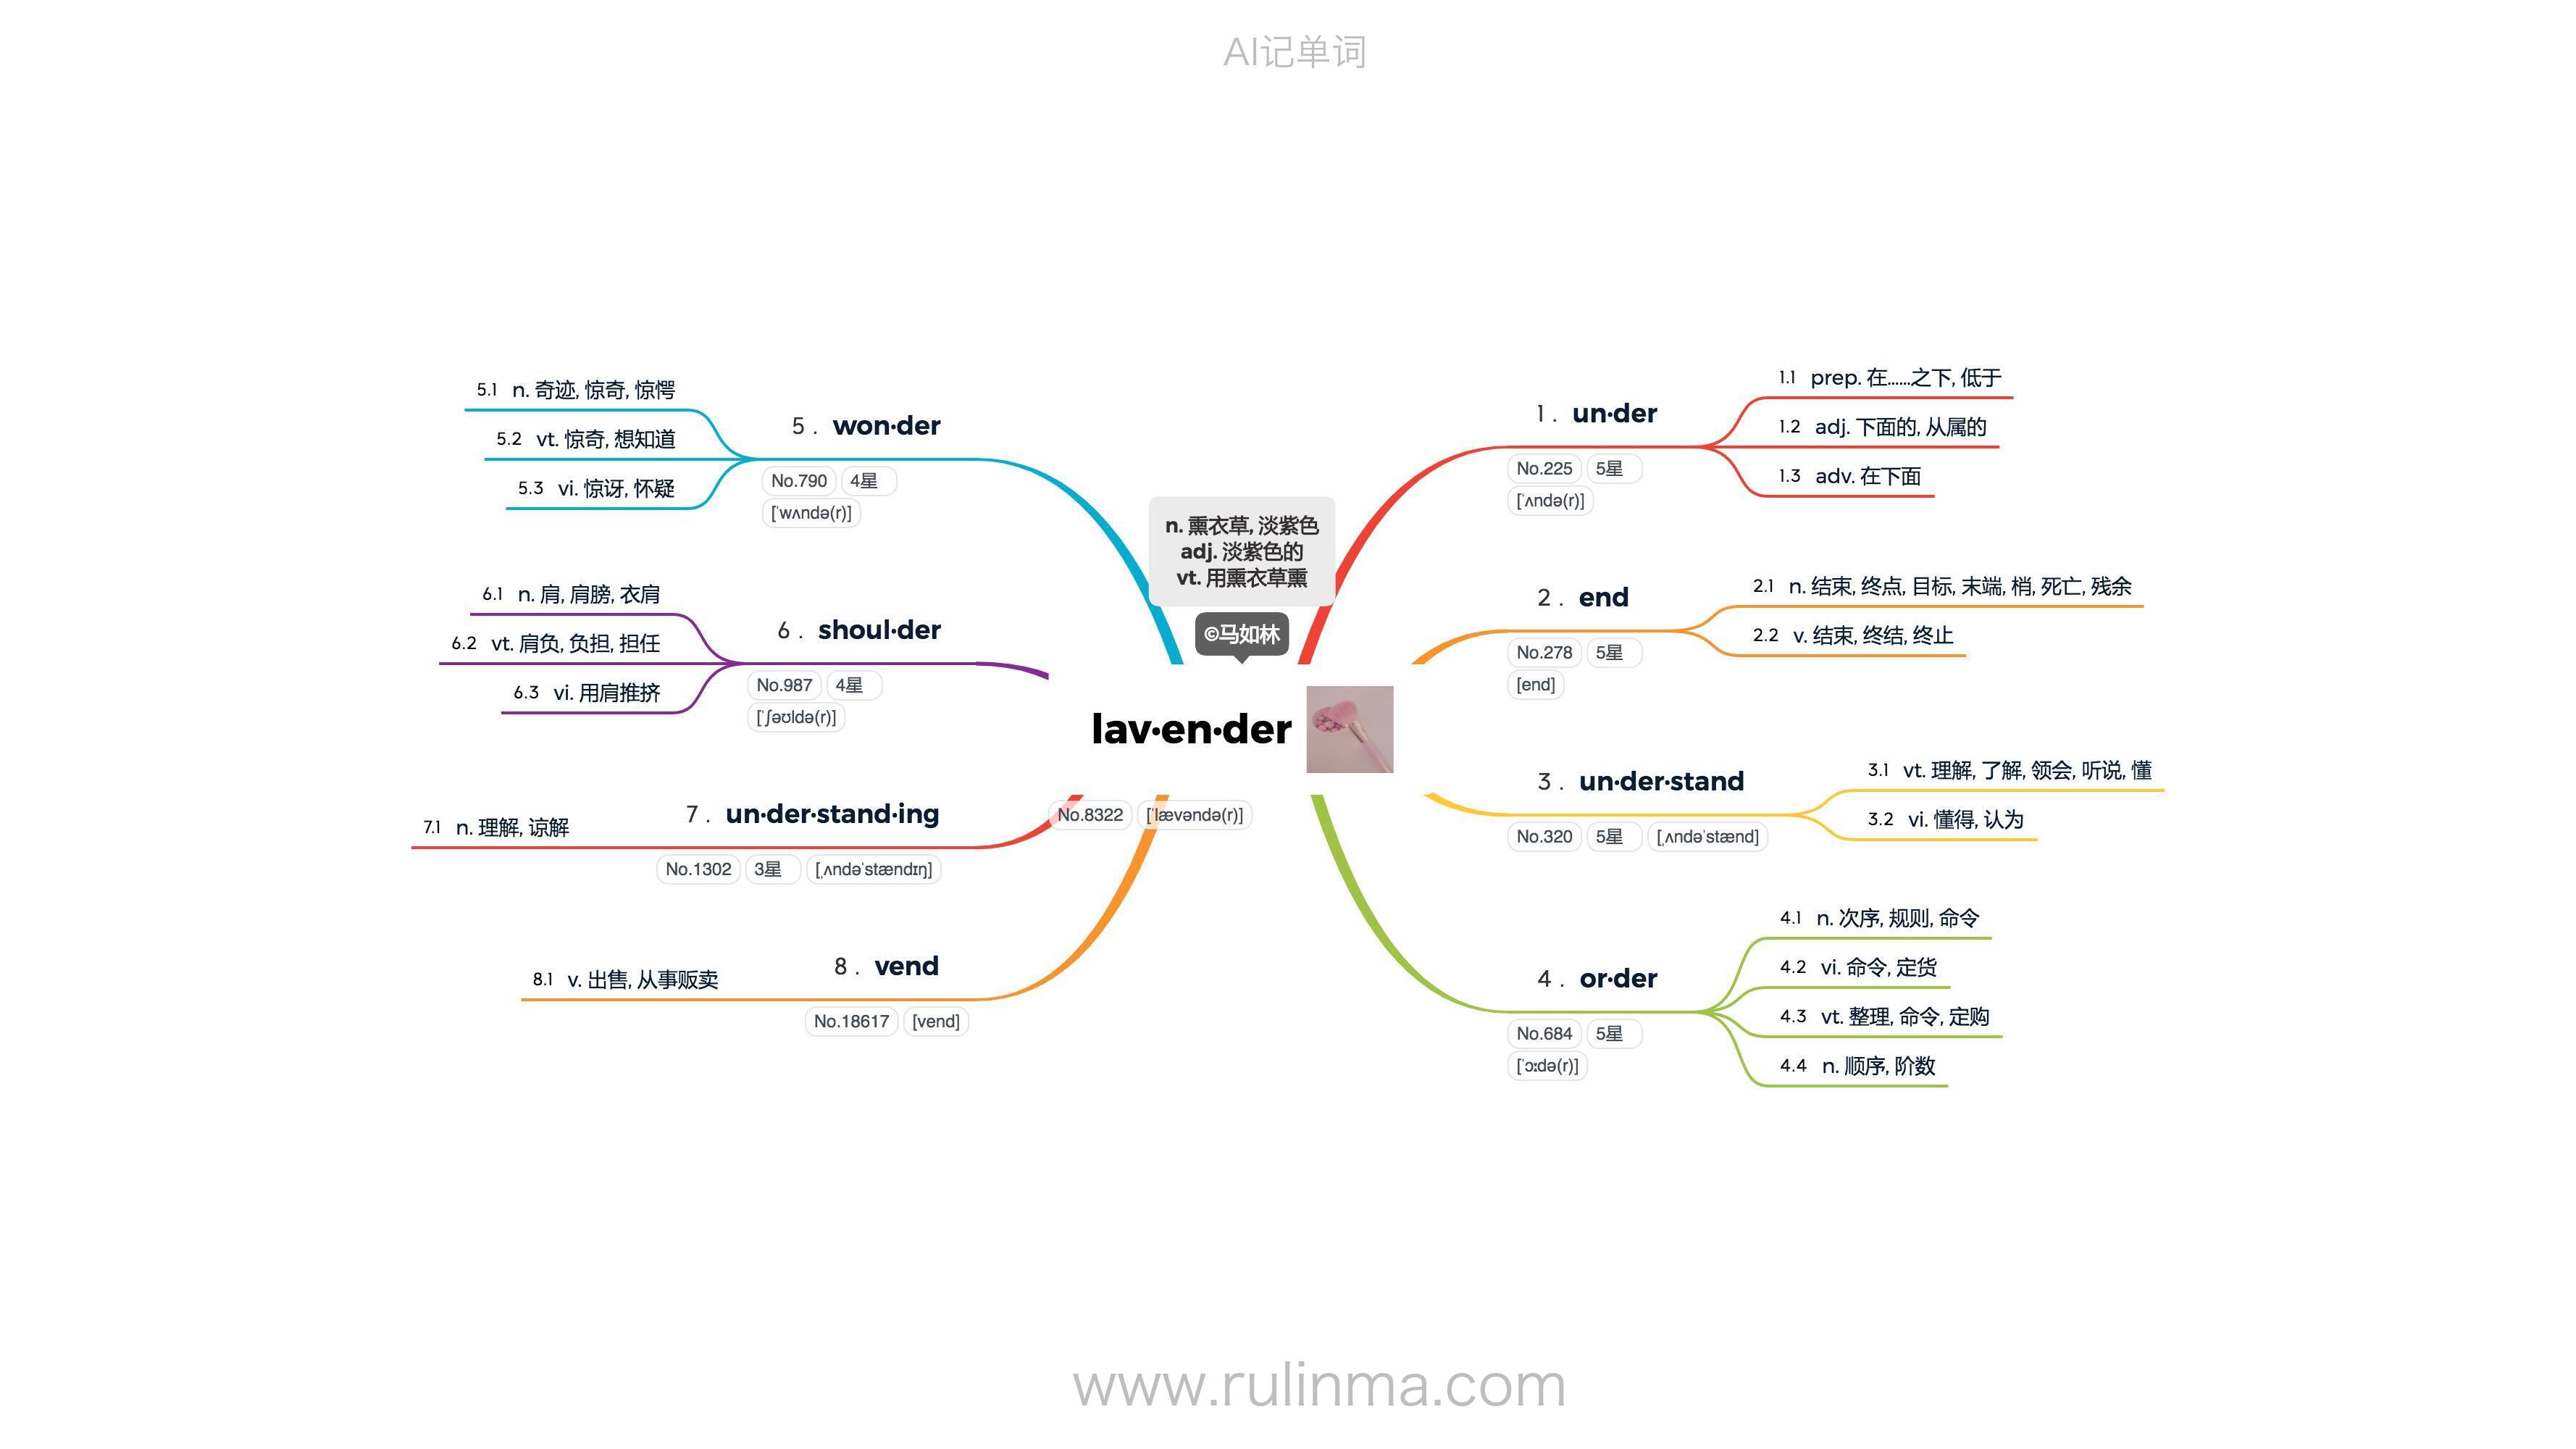 AI记单词
n. 熏衣草, 淡紫色
adj. 淡紫色的
vt. 用熏衣草熏
©马如林
lav·en·der
No.8322 [ˈlævəndə(r)]
1. un·der
No.225 5星
[ˈʌndə(r)]
1.1 prep. 在......之下, 低于
1.2 adj. 下面的, 从属的
1.3 adv. 在下面
2. end
No.278 5星
[end]
2.1 n. 结束, 终点, 目标, 末端, 梢, 死亡, 残余
2.2 v. 结束, 终结, 终止
3. un·der·stand
No.320 5星 [ˌʌndəˈstænd]
3.1 vt. 理解, 了解, 领会, 听说, 懂
3.2 vi. 懂得, 认为
4. or·der
No.684 5星
[ˈɔːdə(r)]
4.1 n. 次序, 规则, 命令
4.2 vi. 命令, 定货
4.3 vt. 整理, 命令, 定购
4.4 n. 顺序, 阶数
5. won·der
No.790 4星
[ˈwʌndə(r)]
5.1 n. 奇迹, 惊奇, 惊愕
5.2 vt. 惊奇, 想知道
5.3 vi. 惊讶, 怀疑
6. shoul·der
No.987 4星
[ˈʃəʊldə(r)]
6.1 n. 肩, 肩膀, 衣肩
6.2 vt. 肩负, 负担, 担任
6.3 vi. 用肩推挤
7. un·der·stand·ing
No.1302 3星 [ˌʌndəˈstændɪŋ]
7.1 n. 理解, 谅解
8. vend
No.18617 [vend]
8.1 v. 出售, 从事贩卖
www.rulinma.com